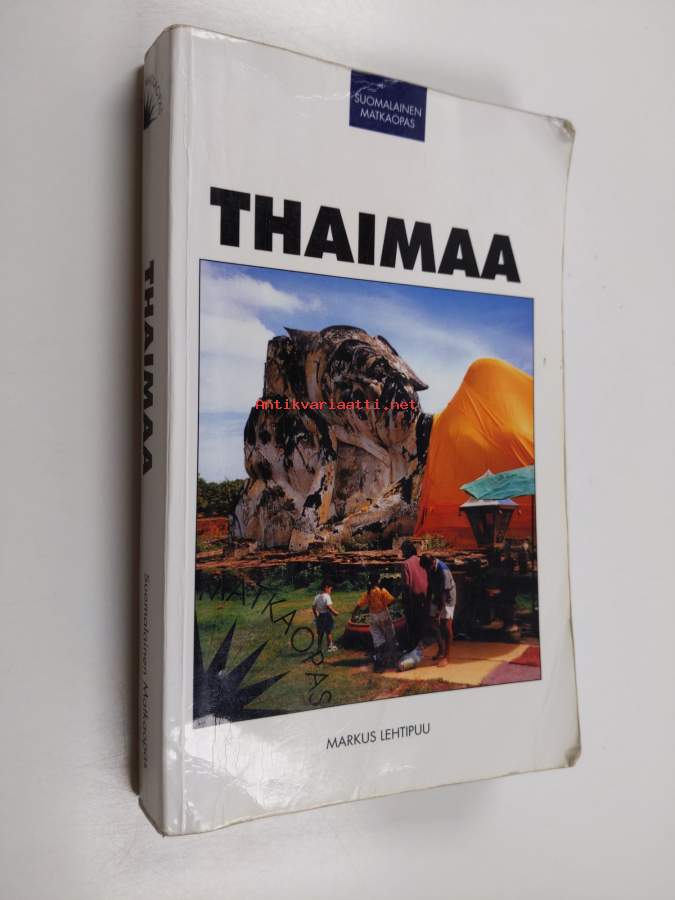 SUOMALAINEN
MATKAOPAS
THAIMAA
Antikvariaatti.net
MATKAOPAS
MARKUS LEHTIPUU
THAIMAA
Suomalainen Matkaopas